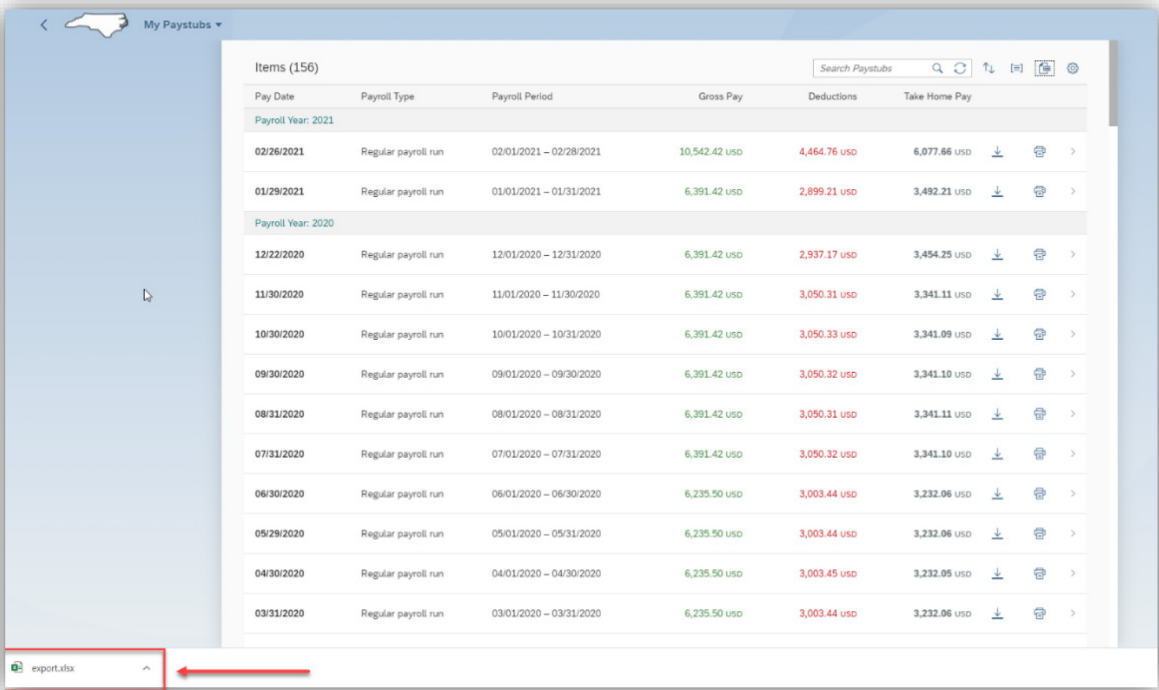 My Paystubs
Items (156)
Search Paystubs
Pay Date Payroll Type Payroll Period Gross Pay Deductions Take Home Pay
Payroll Year: 2021
02/26/2021 Regular payroll run 02/01/2021 – 02/28/2021 10,542.42 USD 4,464.76 USD 6,077.66 USD
01/29/2021 Regular payroll run 01/01/2021 – 01/31/2021 6,391.42 USD 2,899.21 USD 3,492.21 USD
Payroll Year: 2020
12/22/2020 Regular payroll run 12/01/2020 – 12/31/2020 6,391.42 USD 2,937.17 USD 3,454.25 USD
11/30/2020 Regular payroll run 11/01/2020 – 11/30/2020 6,391.42 USD 3,050.31 USD 3,341.11 USD
10/30/2020 Regular payroll run 10/01/2020 – 10/31/2020 6,391.42 USD 3,050.33 USD 3,341.09 USD
09/30/2020 Regular payroll run 09/01/2020 – 09/30/2020 6,391.42 USD 3,050.32 USD 3,341.10 USD
08/31/2020 Regular payroll run 08/01/2020 – 08/31/2020 6,391.42 USD 3,050.31 USD 3,341.11 USD
07/31/2020 Regular payroll run 07/01/2020 – 07/31/2020 6,391.42 USD 3,050.32 USD 3,341.10 USD
06/30/2020 Regular payroll run 06/01/2020 – 06/30/2020 6,235.50 USD 3,003.44 USD 3,232.06 USD
05/29/2020 Regular payroll run 05/01/2020 – 05/31/2020 6,235.50 USD 3,003.44 USD 3,232.06 USD
04/30/2020 Regular payroll run 04/01/2020 – 04/30/2020 6,235.50 USD 3,003.45 USD 3,232.05 USD
03/31/2020 Regular payroll run 03/01/2020 – 03/31/2020 6,235.50 USD 3,003.44 USD 3,232.06 USD
export.xlsx